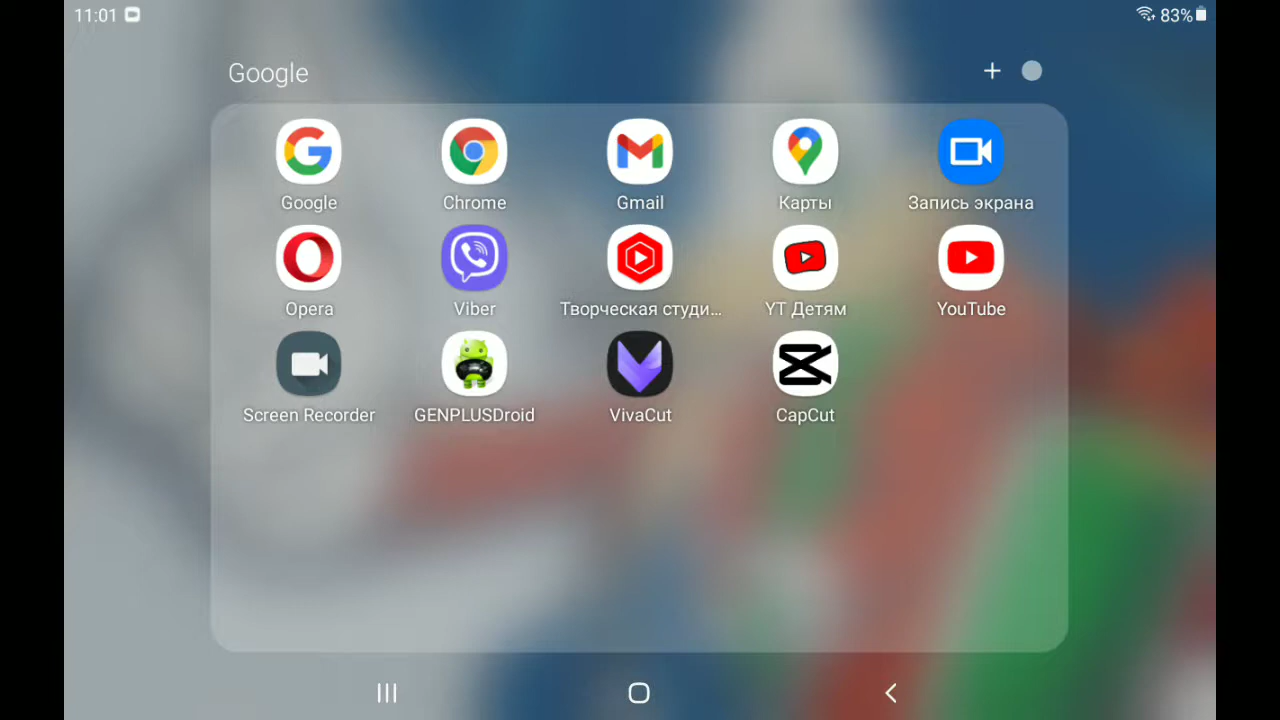 11:01
83%
Google
Google
Chrome
Gmail
Карты
Запись экрана
Opera
Viber
Творческая студи...
YT Детям
YouTube
Screen Recorder
GENPLUSDroid
VivaCut
CapCut